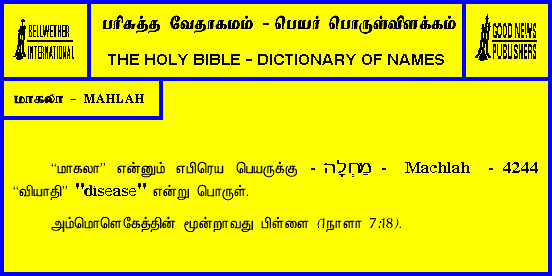 BELLWETHER
INTERNATIONAL
பரிசுத்த வேதாகமம் - பெயர் பொருள்விளக்கம்
THE HOLY BIBLE - DICTIONARY OF NAMES
GOOD NEWS
PUBLISHERS
மாகலா - MAHLAH
“மாகலா” என்னும் எபிரெய பெயருக்கு - מַחְלָה - Machlah - 4244
“வியாதி” "disease" என்று பொருள்.
அம்மொளெகேத்தின் மூன்றாவது பிள்ளை (1நாளா 7:18).